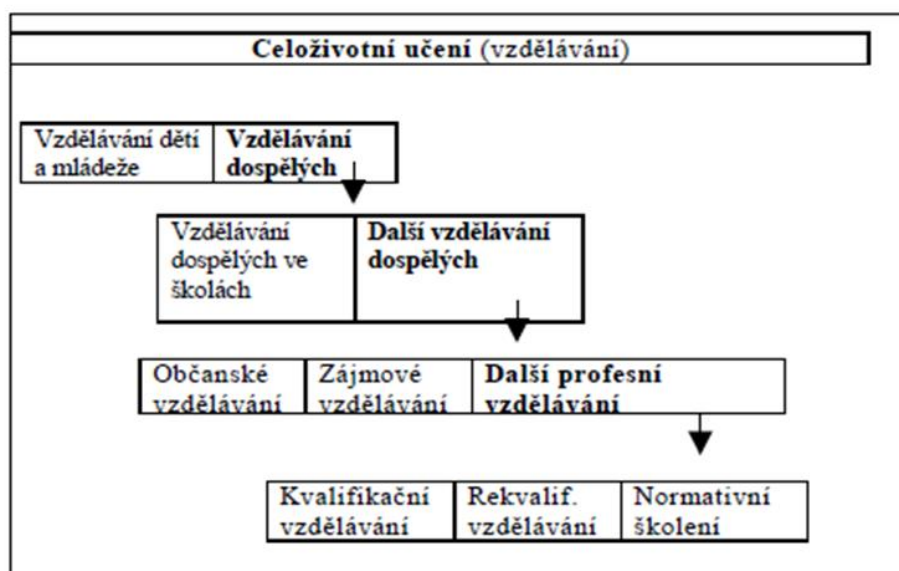 Celoživotní učení (vzdělávání)
Vzdělávání dětí
a mládeže
Vzdělávání
dospělých
Vzdělávání
dospělých ve
školách
Další vzdělávání
dospělých
Občanské
vzdělávání
Zájmové
vzdělávání
Další profesní
vzdělávání
Kvalifikační
vzdělávání
Rekvalif.
vzdělávání
Normativní
školení